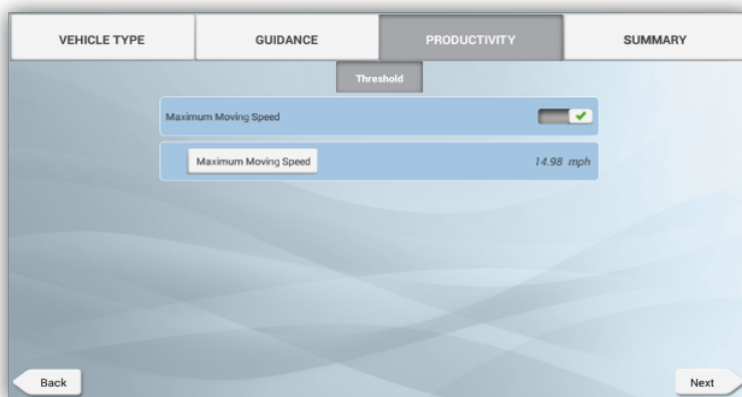 VEHICLE TYPE GUIDANCE PRODUCTIVITY SUMMARY
Threshold
Maximum Moving Speed
Maximum Moving Speed 14.98 mph
Back Next